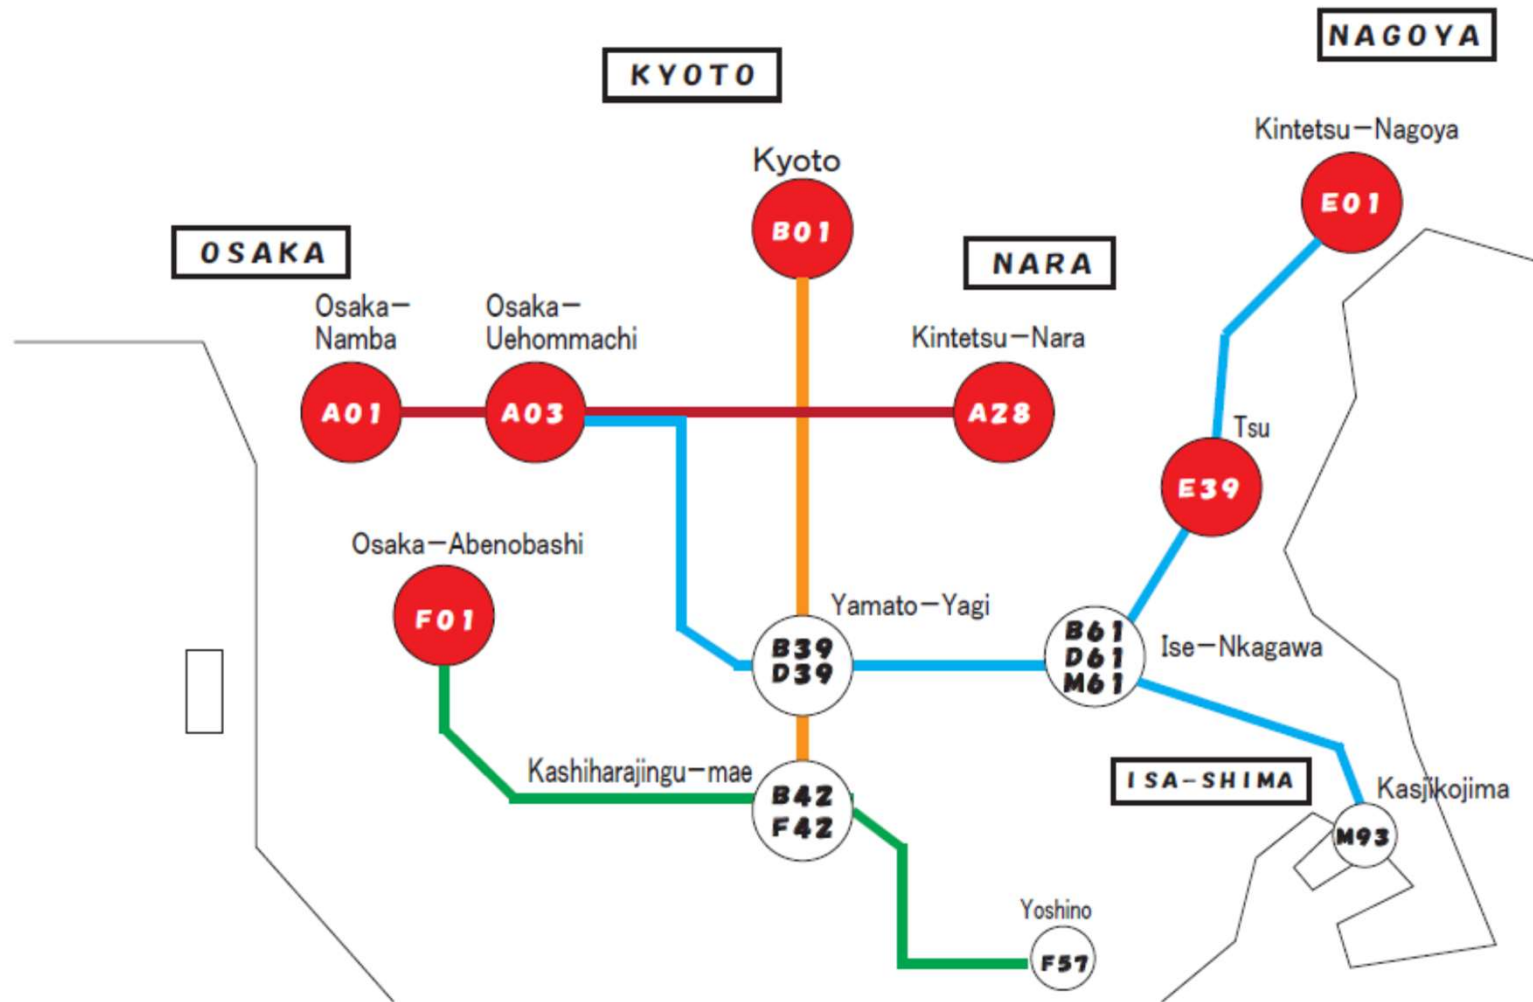 NAGOYA
KYOTO
Kintetsu-Nagoya
Kyoto
E01
B01
OSAKA
NARA
Osaka-
Namba
Osaka-
Uehommachi
Kintetsu-Nara
A01
A03
A28
Tsu
E39
Osaka-Abenobashi
F01
Yamato-Yagi
B39
D39
B61
D61
M61
Ise-Nkagawa
Kashiharajingu-mae
B42
F42
ISA-SHIMA
Kasjikojima
M93
Yoshino
F57